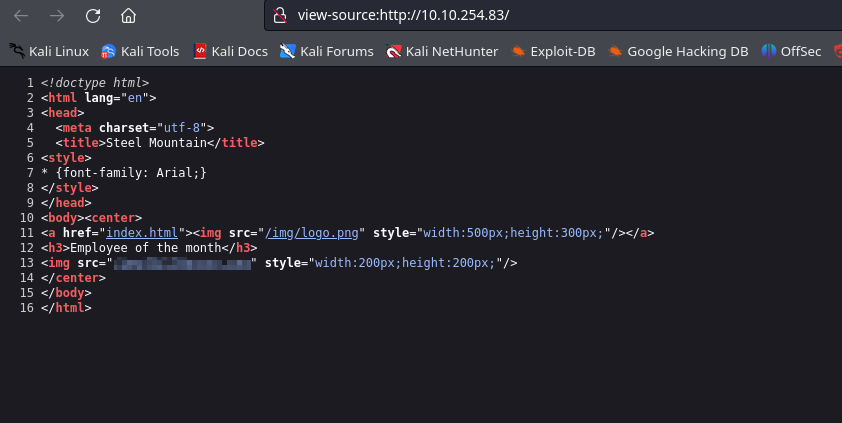 view-source:http://10.10.254.83/
Kali Linux Kali Tools Kali Docs Kali Forums Kali NetHunter Exploit-DB Google Hacking DB OffSec
1 <!doctype html>
2 <html lang="en">
3 <head>
4 <meta charset="utf-8">
5 <title>Steel Mountain</title>
6 <style>
7 * {font-family: Arial;}
8 </style>
9 </head>
10 <body><center>
11 <a href="index.html"><img src="/img/logo.png" style="width:500px;height:300px;"/></a>
12 <h3>Employee of the month</h3>
13 <img src="" style="width:200px;height:200px;"/>
14 </center>
15 </body>
16 </html>